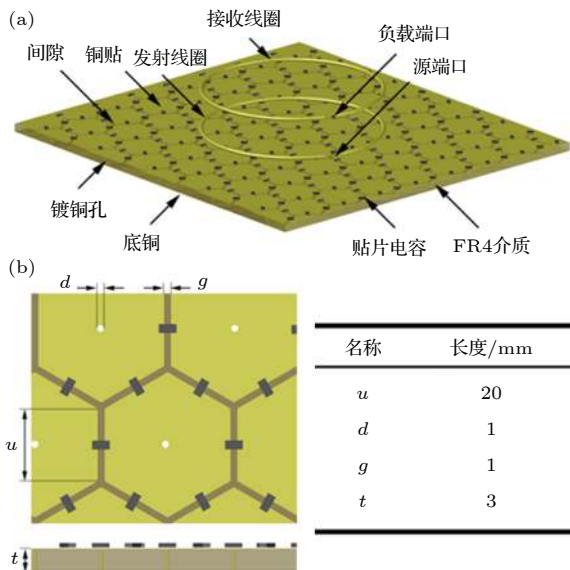 (a)
接收线圈
负载端口
间隙
铜贴
发射线圈
源端口
镀铜孔
底铜
贴片电容
FR4介质
(b)
d
g
u
t
名称 长度/mm
u 20
d 1
g 1
t 3